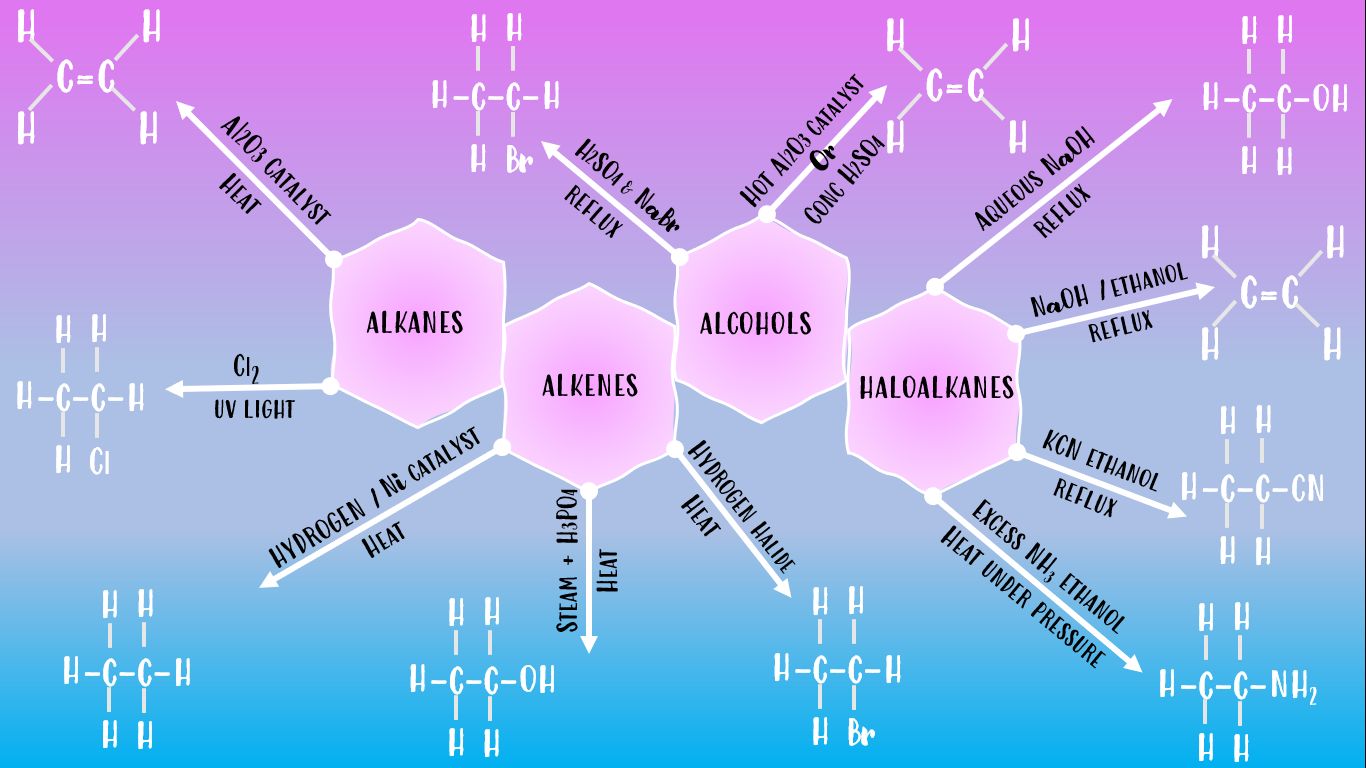 H H
C=C
H H
Al2O3 CATALYST
HEAT
H H
H-C-C-H
H Br
H2SO4 & NaBr
REFLUX
H H
C=C
H H
HOT Al2O3 CATALYST
Or
CONC H2SO4
H H
H-C-C-OH
H H
AQUEOUS NaOH
REFLUX
H H
C=C
H H
NaOH / ETHANOL
REFLUX
ALKANES
ALKENES
ALCOHOLS
HALOALKANES
H H
H-C-C-H
H Cl
Cl2
UV LIGHT
HYDROGEN / Ni CATALYST
HEAT
H H
H-C-C-H
H H
STEAM + H3PO4
HEAT
H H
H-C-C-OH
H H
HYDROGEN HALIDE
HEAT
H H
H-C-C-H
H Br
KCN ETHANOL
REFLUX
H H
H-C-C-CN
H H
EXCESS NH3 ETHANOL
HEAT UNDER PRESSURE
H H
H-C-C-NH2
H H